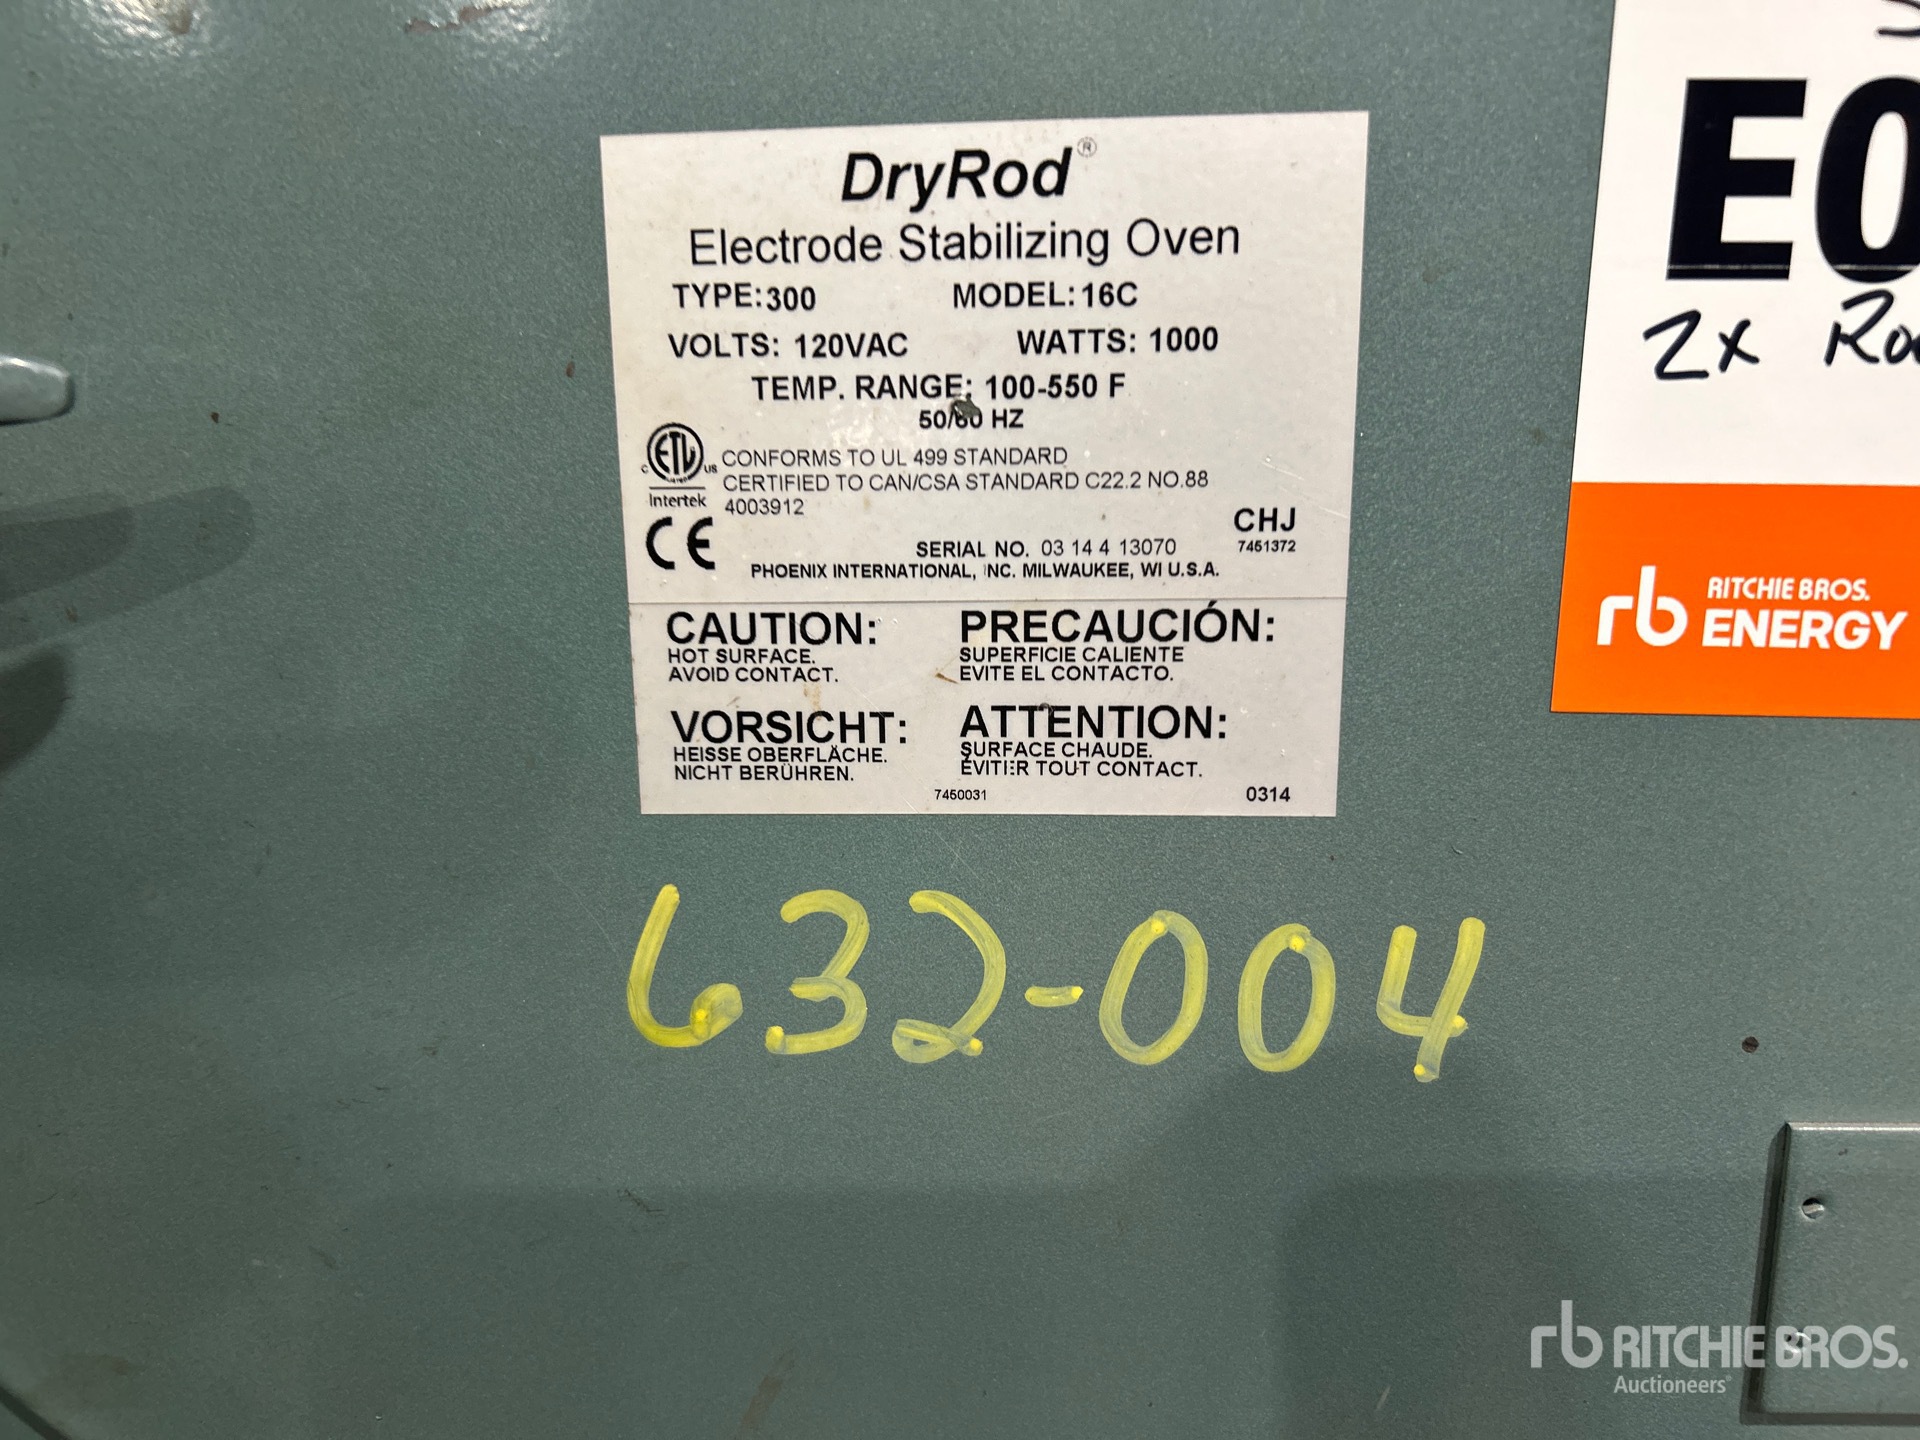 DryRod®
Electrode Stabilizing Oven
TYPE:300 MODEL:16C
VOLTS: 120VAC WATTS: 1000
TEMP. RANGE: 100-550 F
50/60 HZ
ETL
C US
Intertek
CONFORMS TO UL 499 STANDARD
CERTIFIED TO CAN/CSA STANDARD C22.2 NO.88
4003912
CE
CHJ
7451372
SERIAL NO. 03 14 4 13070
PHOENIX INTERNATIONAL, INC. MILWAUKEE, WI U.S.A.
CAUTION:
HOT SURFACE.
AVOID CONTACT.
PRECAUCIÓN:
SUPERFICIE CALIENTE
EVITE EL CONTACTO.
VORSICHT:
HEISSE OBERFLÄCHE.
NICHT BERÜHREN.
ATTENTION:
SURFACE CHAUDE.
ÉVITER TOUT CONTACT.
7450031
0314
632-004
E0
2x
rb RITCHIE BROS.
ENERGY
rb RITCHIE BROS.
Auctioneers